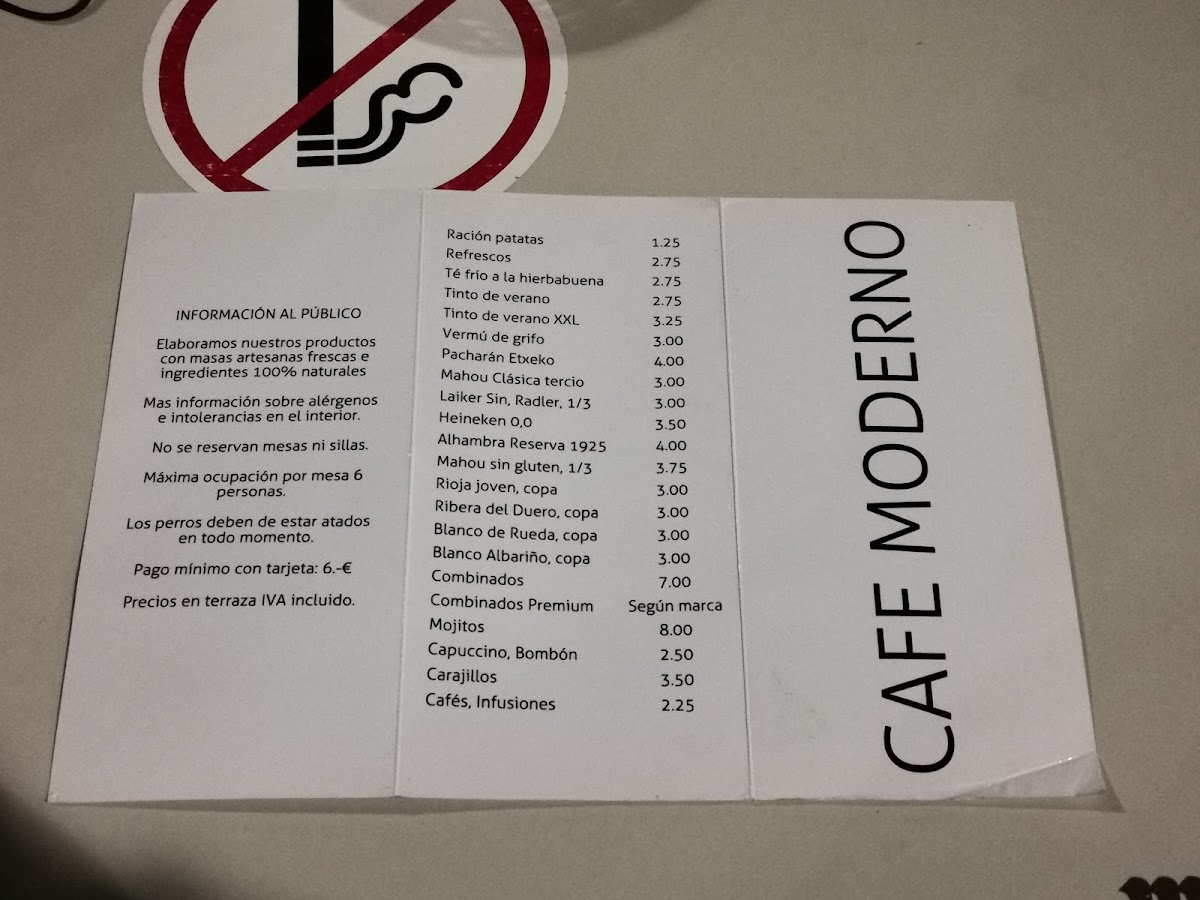 INFORMACIÓN AL PÚBLICO
Elaboramos nuestros productos
con masas artesanas frescas e
ingredientes 100% naturales
Mas información sobre alérgenos
e intolerancias en el interior.
No se reservan mesas ni sillas.
Máxima ocupación por mesa 6
personas.
Los perros deben de estar atados
en todo momento.
Pago mínimo con tarjeta: 6.-€
Precios en terraza IVA incluido.
Ración patatas 1.25
Refrescos 2.75
Té frío a la hierbabuena 2.75
Tinto de verano 2.75
Tinto de verano XXL 3.25
Vermú de grifo 3.00
Pacharán Etxeko 4.00
Mahou Clásica tercio 3.00
Laiker Sin, Radler, 1/3 3.00
Heineken 0,0 3.50
Alhambra Reserva 1925 4.00
Mahou sin gluten, 1/3 3.75
Rioja joven, copa 3.00
Ribera del Duero, copa 3.00
Blanco de Rueda, copa 3.00
Blanco Albariño, copa 3.00
Combinados 7.00
Combinados Premium Según marca
Mojitos 8.00
Capuccino, Bombón 2.50
Carajillos 3.50
Cafés, Infusiones 2.25
CAFE MODERNO